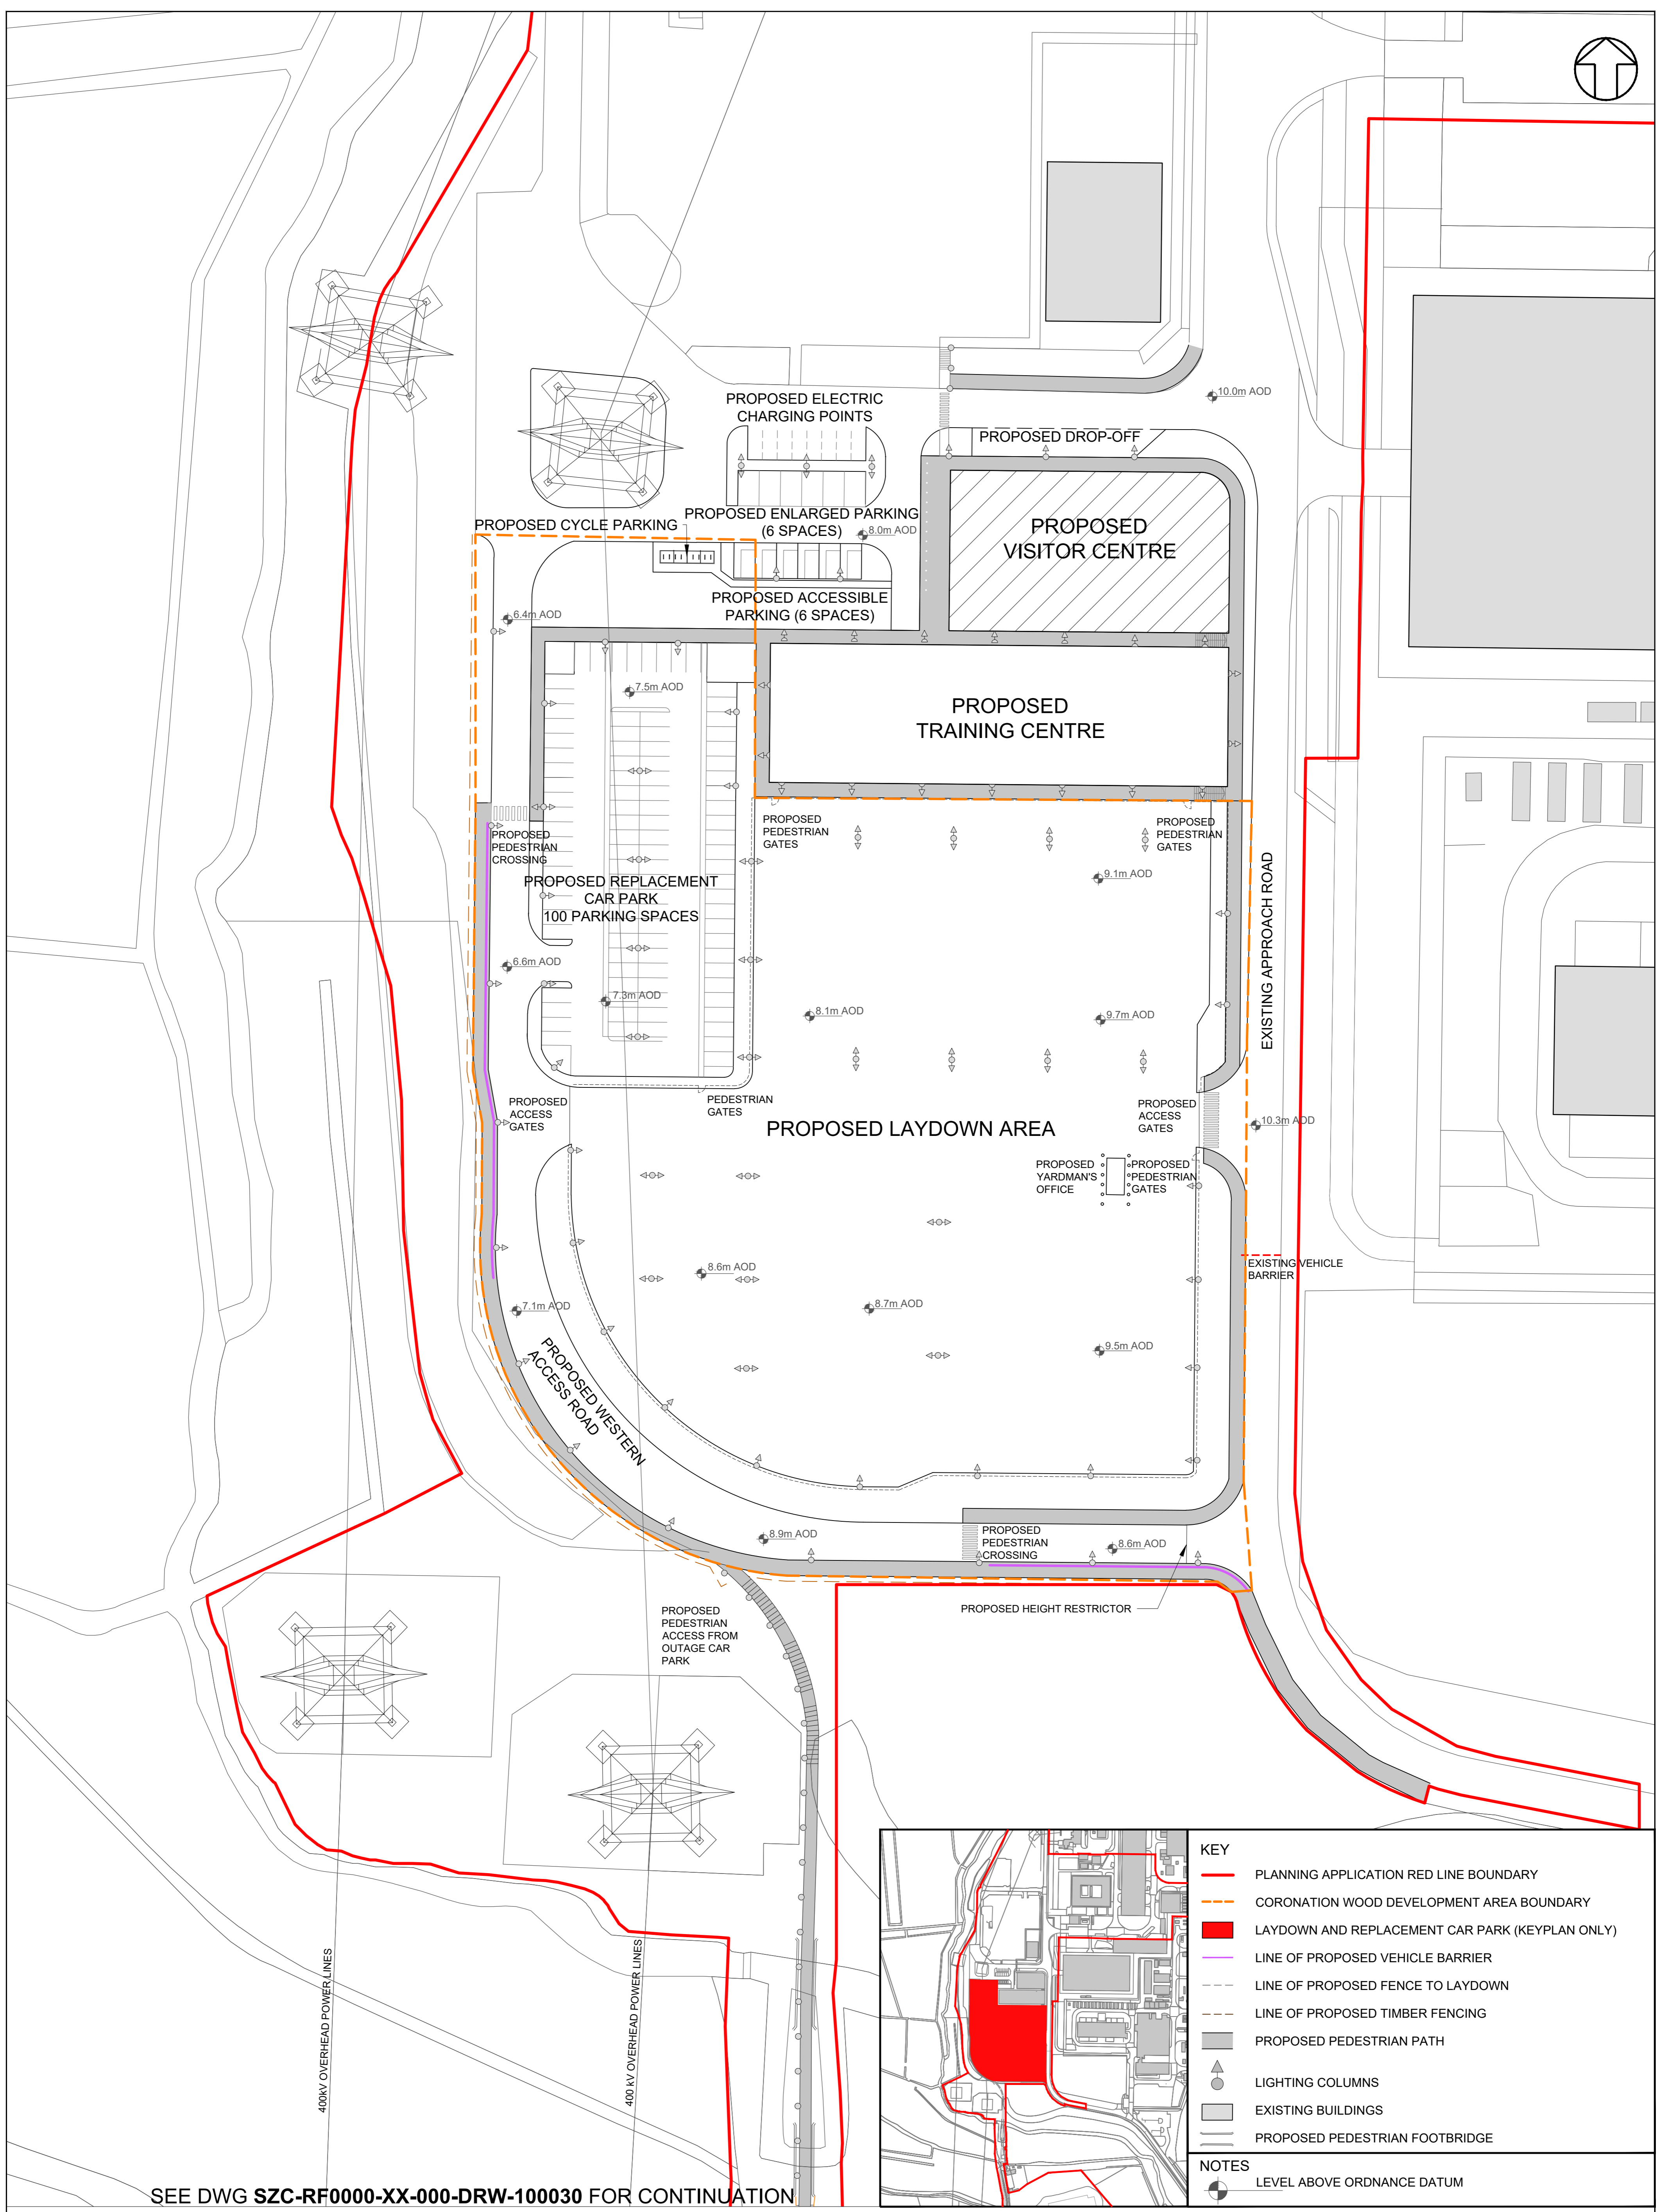 PROPOSED ELECTRIC
CHARGING POINTS
10.0m AOD
PROPOSED DROP-OFF
PROPOSED ENLARGED PARKING
(6 SPACES)
8.0m AOD
PROPOSED CYCLE PARKING
PROPOSED
VISITOR CENTRE
PROPOSED ACCESSIBLE
PARKING (6 SPACES)
6.4m AOD
7.5m AOD
PROPOSED
TRAINING CENTRE
PROPOSED
PEDESTRIAN
CROSSING
PROPOSED
PEDESTRIAN
GATES
PROPOSED
PEDESTRIAN
GATES
PROPOSED REPLACEMENT
CAR PARK
100 PARKING SPACES
9.1m AOD
EXISTING APPROACH ROAD
6.6m AOD
7.3m AOD
8.1m AOD
9.7m AOD
PROPOSED
ACCESS
GATES
PEDESTRIAN
GATES
PROPOSED
ACCESS
GATES
10.3m AOD
PROPOSED LAYDOWN AREA
PROPOSED
YARDMAN'S
OFFICE
PROPOSED
PEDESTRIAN
GATES
EXISTING VEHICLE
BARRIER
8.6m AOD
7.1m AOD
8.7m AOD
9.5m AOD
PROPOSED WESTERN
ACCESS ROAD
8.9m AOD
PROPOSED
PEDESTRIAN
CROSSING
8.6m AOD
PROPOSED HEIGHT RESTRICTOR
PROPOSED
PEDESTRIAN
ACCESS FROM
OUTAGE CAR
PARK
400kV OVERHEAD POWER LINES
400 kV OVERHEAD POWER LINES
SEE DWG SZC-RF0000-XX-000-DRW-100030 FOR CONTINUATION
KEY
PLANNING APPLICATION RED LINE BOUNDARY
CORONATION WOOD DEVELOPMENT AREA BOUNDARY
LAYDOWN AND REPLACEMENT CAR PARK (KEYPLAN ONLY)
LINE OF PROPOSED VEHICLE BARRIER
LINE OF PROPOSED FENCE TO LAYDOWN
LINE OF PROPOSED TIMBER FENCING
PROPOSED PEDESTRIAN PATH
LIGHTING COLUMNS
EXISTING BUILDINGS
PROPOSED PEDESTRIAN FOOTBRIDGE
NOTES
LEVEL ABOVE ORDNANCE DATUM